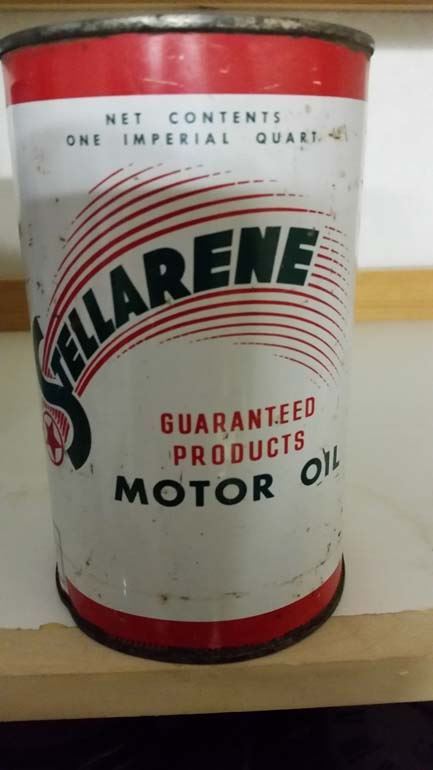 NET CONTENTS
ONE IMPERIAL QUART
STELLARENE
GUARANTEED
PRODUCTS
MOTOR OIL